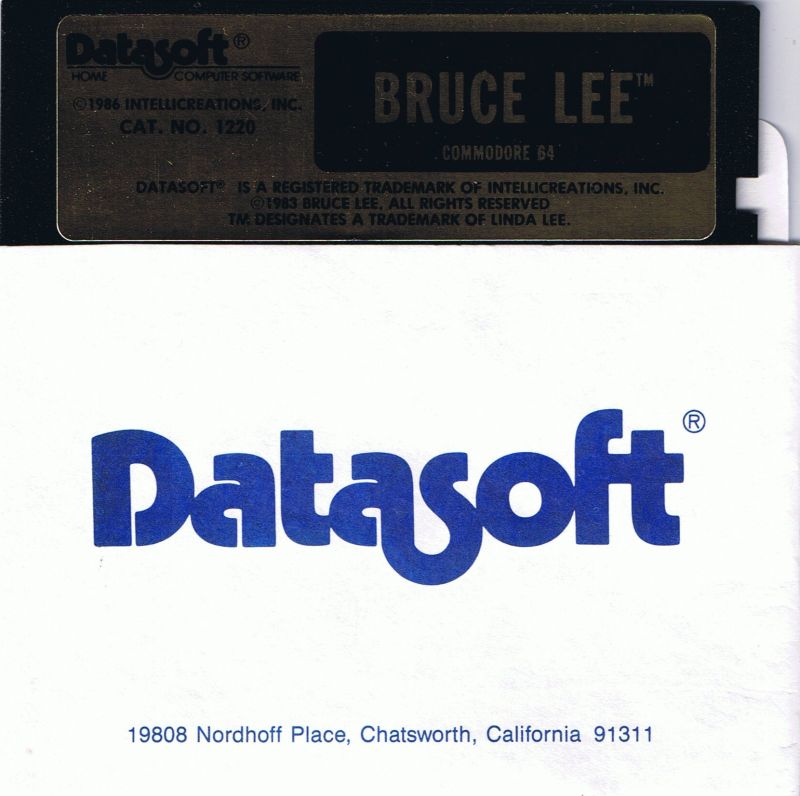 Datasoft®
HOME COMPUTER SOFTWARE
©1986 INTELLICREATIONS, INC.
CAT. NO. 1220
BRUCE LEE™
COMMODORE 64
DATASOFT® IS A REGISTERED TRADEMARK OF INTELLICREATIONS, INC.
©1983 BRUCE LEE, ALL RIGHTS RESERVED
TM DESIGNATES A TRADEMARK OF LINDA LEE.
Datasoft®
19808 Nordhoff Place, Chatsworth, California 91311